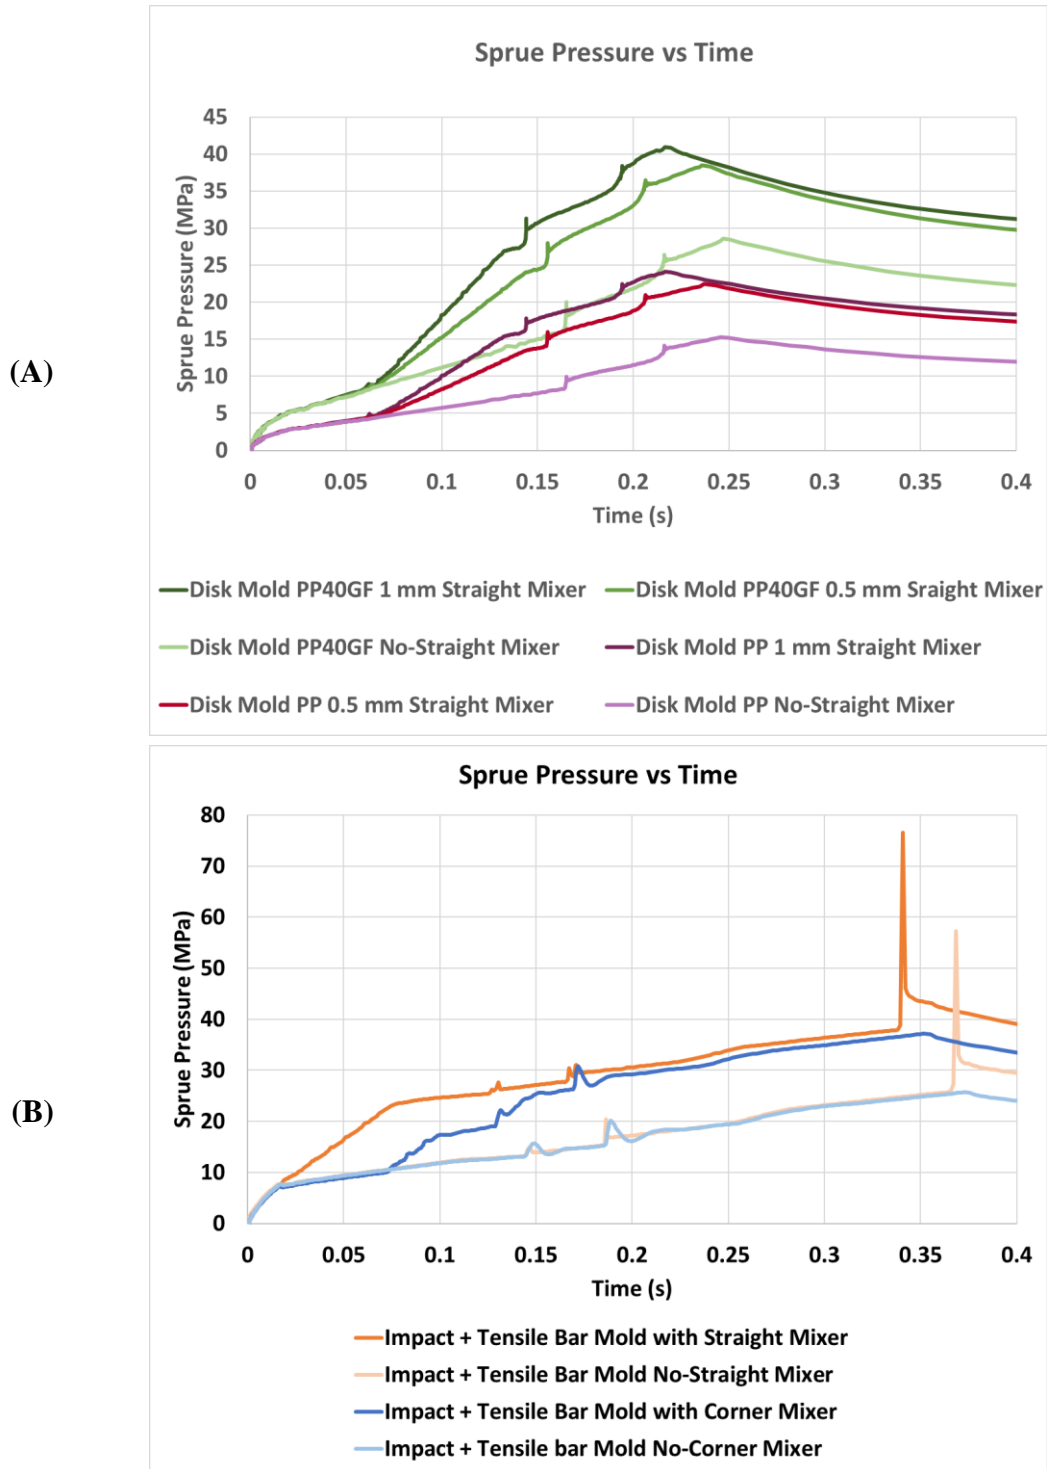 Sprue Pressure vs Time
45
40
35
30
25
20
15
10
5
0
Sprue Pressure (MPa)
0 0.05 0.1 0.15 0.2 0.25 0.3 0.35 0.4
Time (s)
(A)
Disk Mold PP40GF 1 mm Straight Mixer
Disk Mold PP40GF 0.5 mm Sraight Mixer
Disk Mold PP40GF No-Straight Mixer
Disk Mold PP 1 mm Straight Mixer
Disk Mold PP 0.5 mm Straight Mixer
Disk Mold PP No-Straight Mixer
Sprue Pressure vs Time
80
70
60
50
40
30
20
10
0
Sprue Pressure (MPa)
0 0.05 0.1 0.15 0.2 0.25 0.3 0.35 0.4
Time (s)
(B)
Impact + Tensile Bar Mold with Straight Mixer
Impact + Tensile Bar Mold No-Straight Mixer
Impact + Tensile Bar Mold with Corner Mixer
Impact + Tensile bar Mold No-Corner Mixer